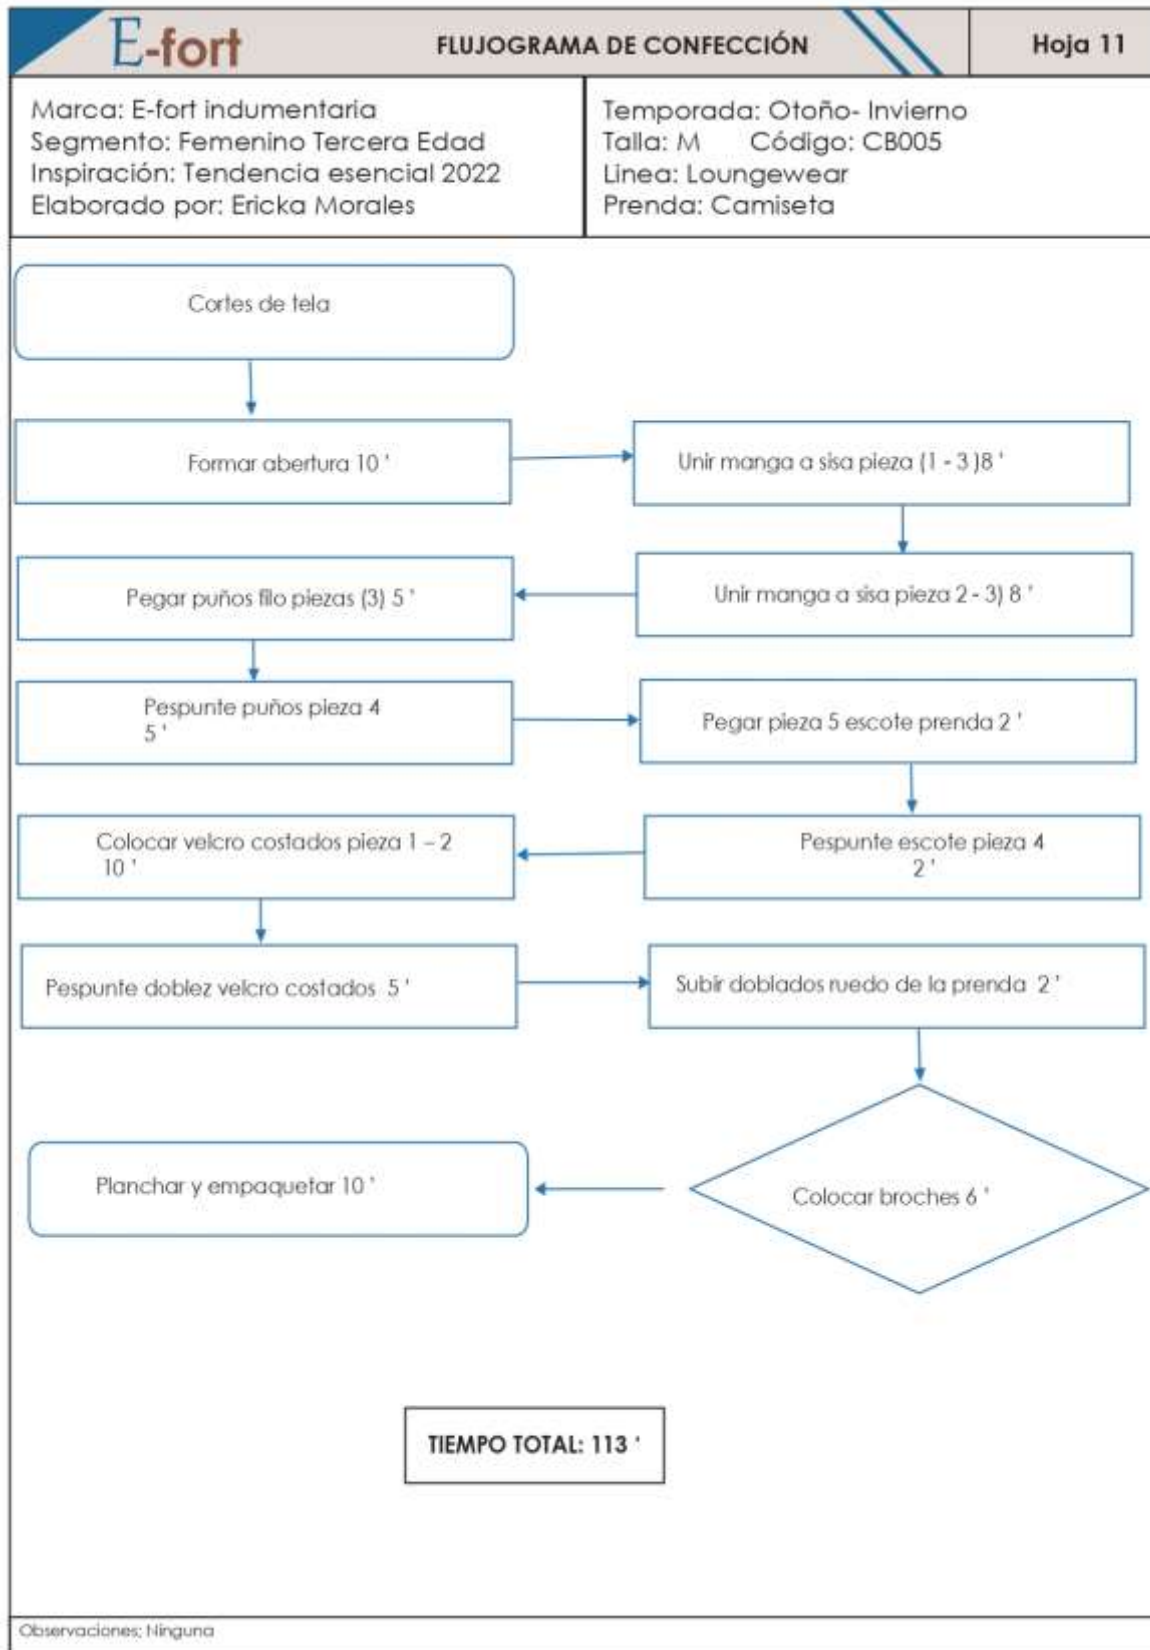 E-fort
FLUJOGRAMA DE CONFECCIÓN
Hoja 11
Marca: E-fort indumentaria
Segmento: Femenino Tercera Edad
Inspiración: Tendencia esencial 2022
Elaborado por: Ericka Morales
Temporada: Otoño- Invierno
Talla: M Código: CB005
Linea: Loungewear
Prenda: Camiseta
Cortes de tela
Formar abertura 10 '
Unir manga a sisa pieza (1 - 3 )8 '
Unir manga a sisa pieza 2 - 3) 8 '
Pegar puños filo piezas (3) 5 '
Pespunte puños pieza 4
5 '
Pegar pieza 5 escote prenda 2 '
Pespunte escote pieza 4
2 '
Colocar velcro costados pieza 1 – 2
10 '
Pespunte doblez velcro costados 5 '
Subir doblados ruedo de la prenda 2 '
Colocar broches 6 '
Planchar y empaquetar 10 '
TIEMPO TOTAL: 113 '
Observaciones; Ninguna